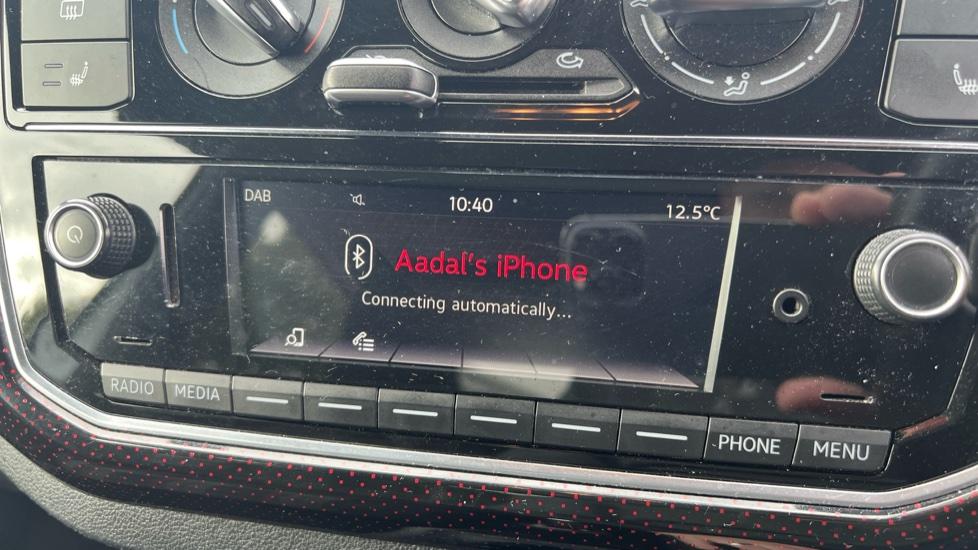 DAB 10:40 12.5°C
Aadal's iPhone
Connecting automatically...
RADIO MEDIA PHONE MENU